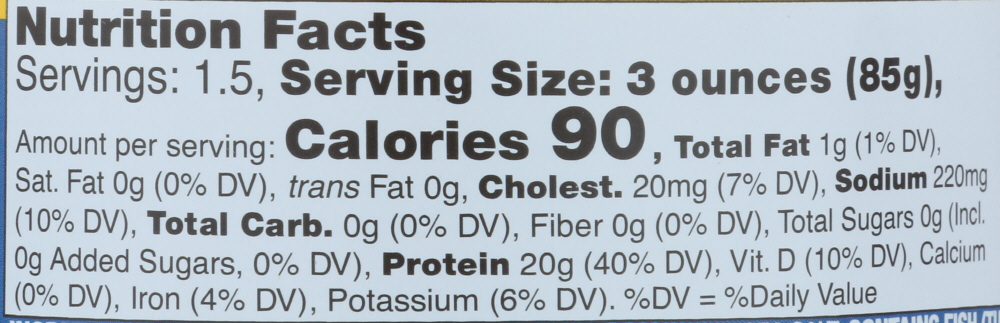 Nutrition Facts
Servings: 1.5, Serving Size: 3 ounces (85g),
Amount per serving: Calories 90, Total Fat 1g (1% DV),
Sat. Fat 0g (0% DV), trans Fat 0g, Cholest. 20mg (7% DV), Sodium 220mg
(10% DV), Total Carb. 0g (0% DV), Fiber 0g (0% DV), Total Sugars 0g (Incl.
0g Added Sugars, 0% DV), Protein 20g (40% DV), Vit. D (10% DV), Calcium
(0% DV), Iron (4% DV), Potassium (6% DV). %DV = %Daily Value
CONTAINS FISH